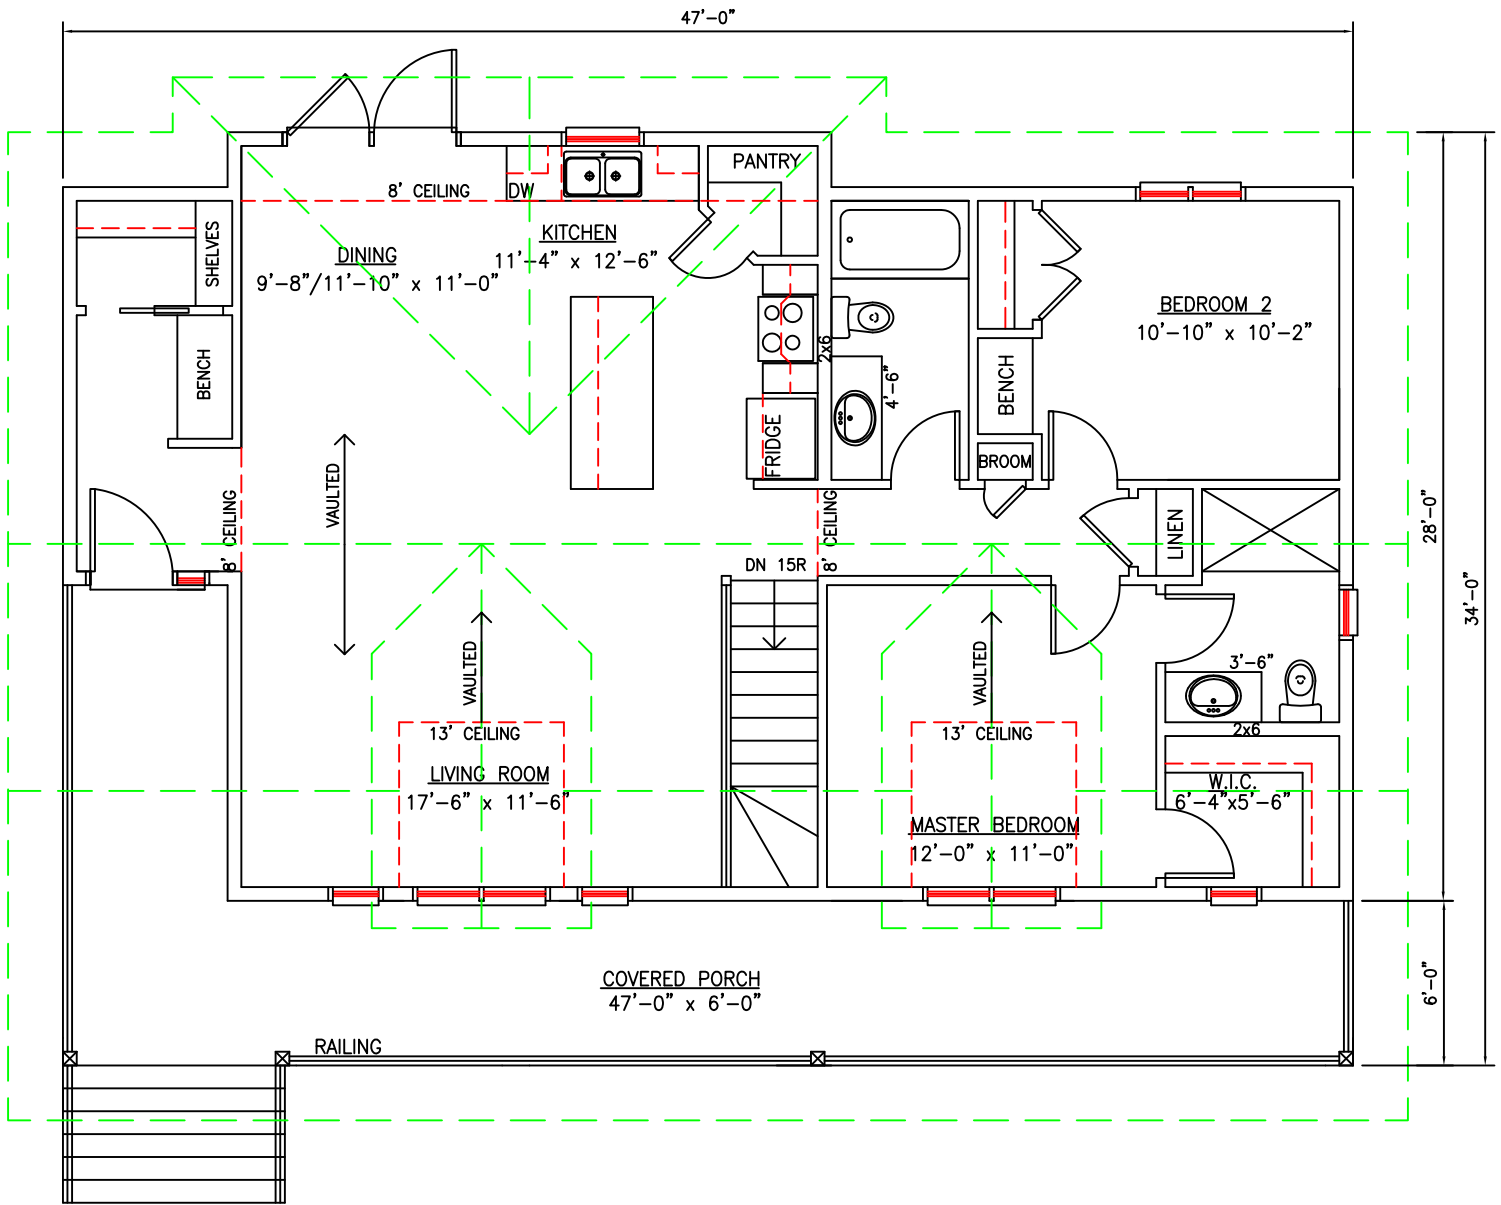 47'-0"
PANTRY
8' CEILING
DW
SHELVES
KITCHEN
11'-4" x 12'-6"
DINING
9'-8"/11'-10" x 11'-0"
BEDROOM 2
10'-10" x 10'-2"
2x6
BENCH
4'-6"
BENCH
FRIDGE
BROOM
VAULTED
8' CEILING
8' CEILING
LINEN
28'-0"
DN 15R
34'-0"
VAULTED
VAULTED
3'-6"
2x6
13' CEILING
13' CEILING
LIVING ROOM
17'-6" x 11'-6"
W.I.C.
6'-4"x5'-6"
MASTER BEDROOM
12'-0" x 11'-0"
COVERED PORCH
47'-0" x 6'-0"
6'-0"
RAILING